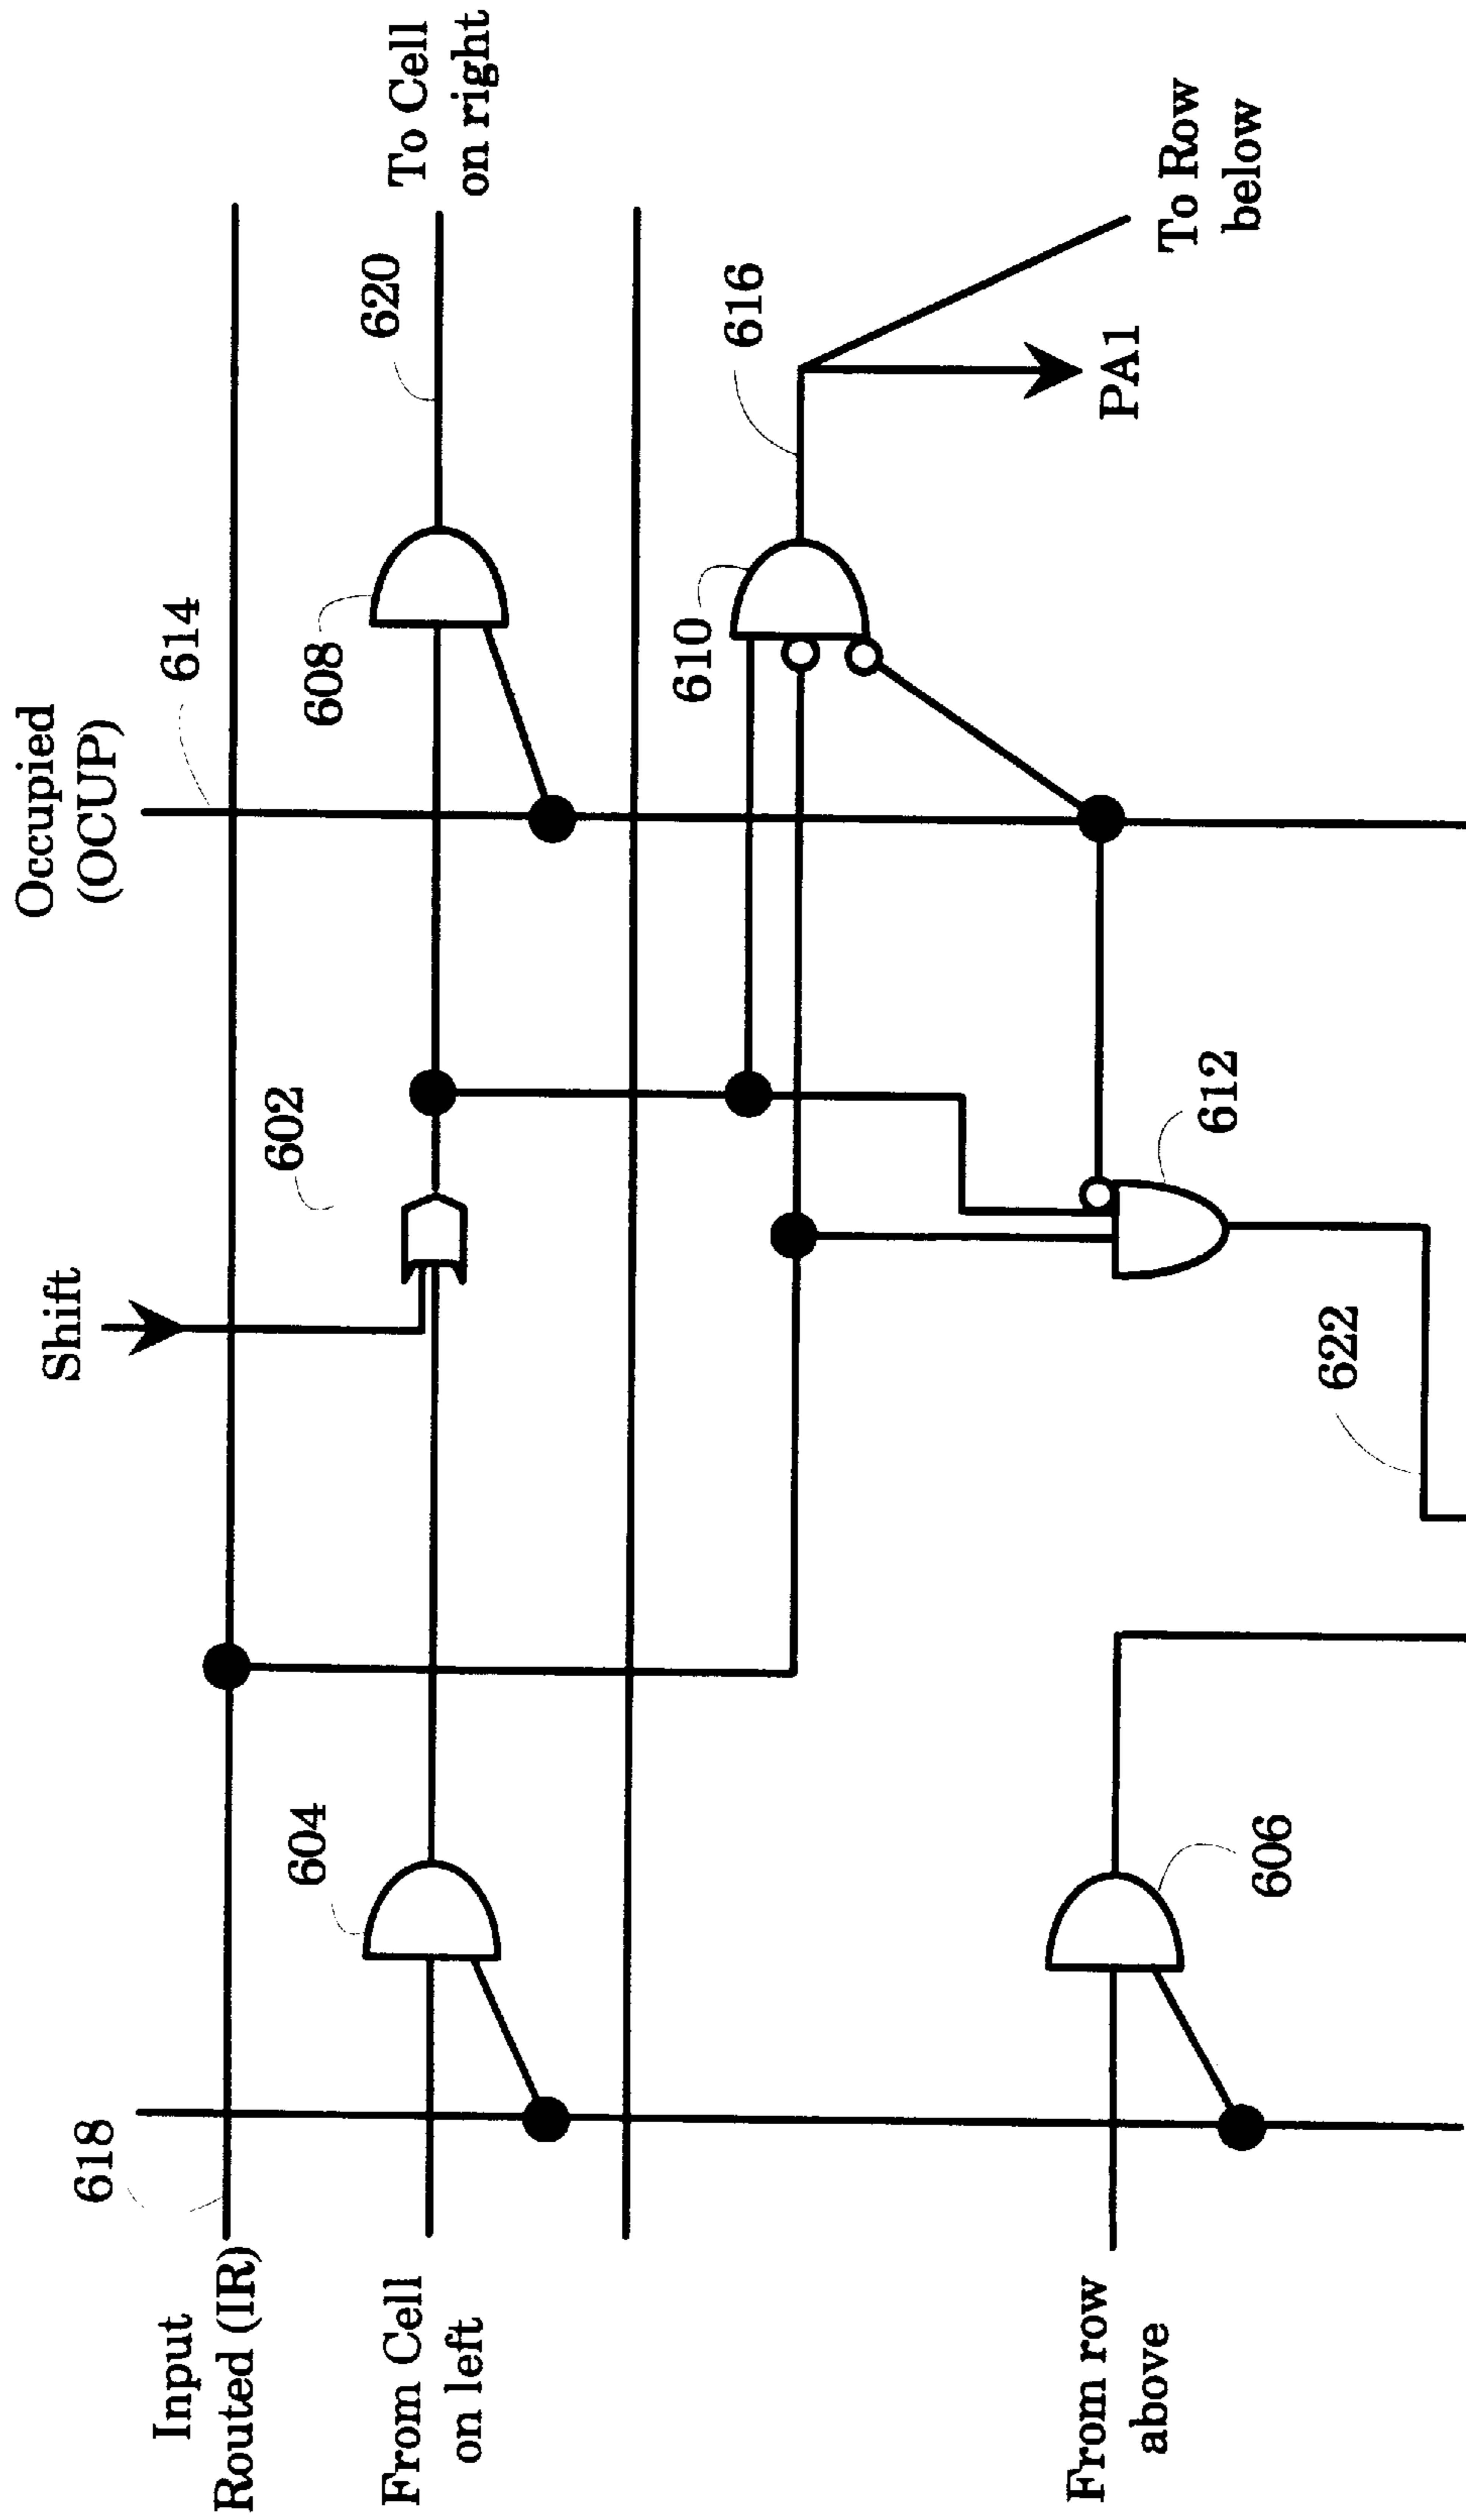 Occupied
(OCUP)
Shift
614
602
618
Input
Routed (IR)
604
608
620
To Cell
on right
From Cell
on left
610
616
PA1
To Row
below
612
622
606
From row
above